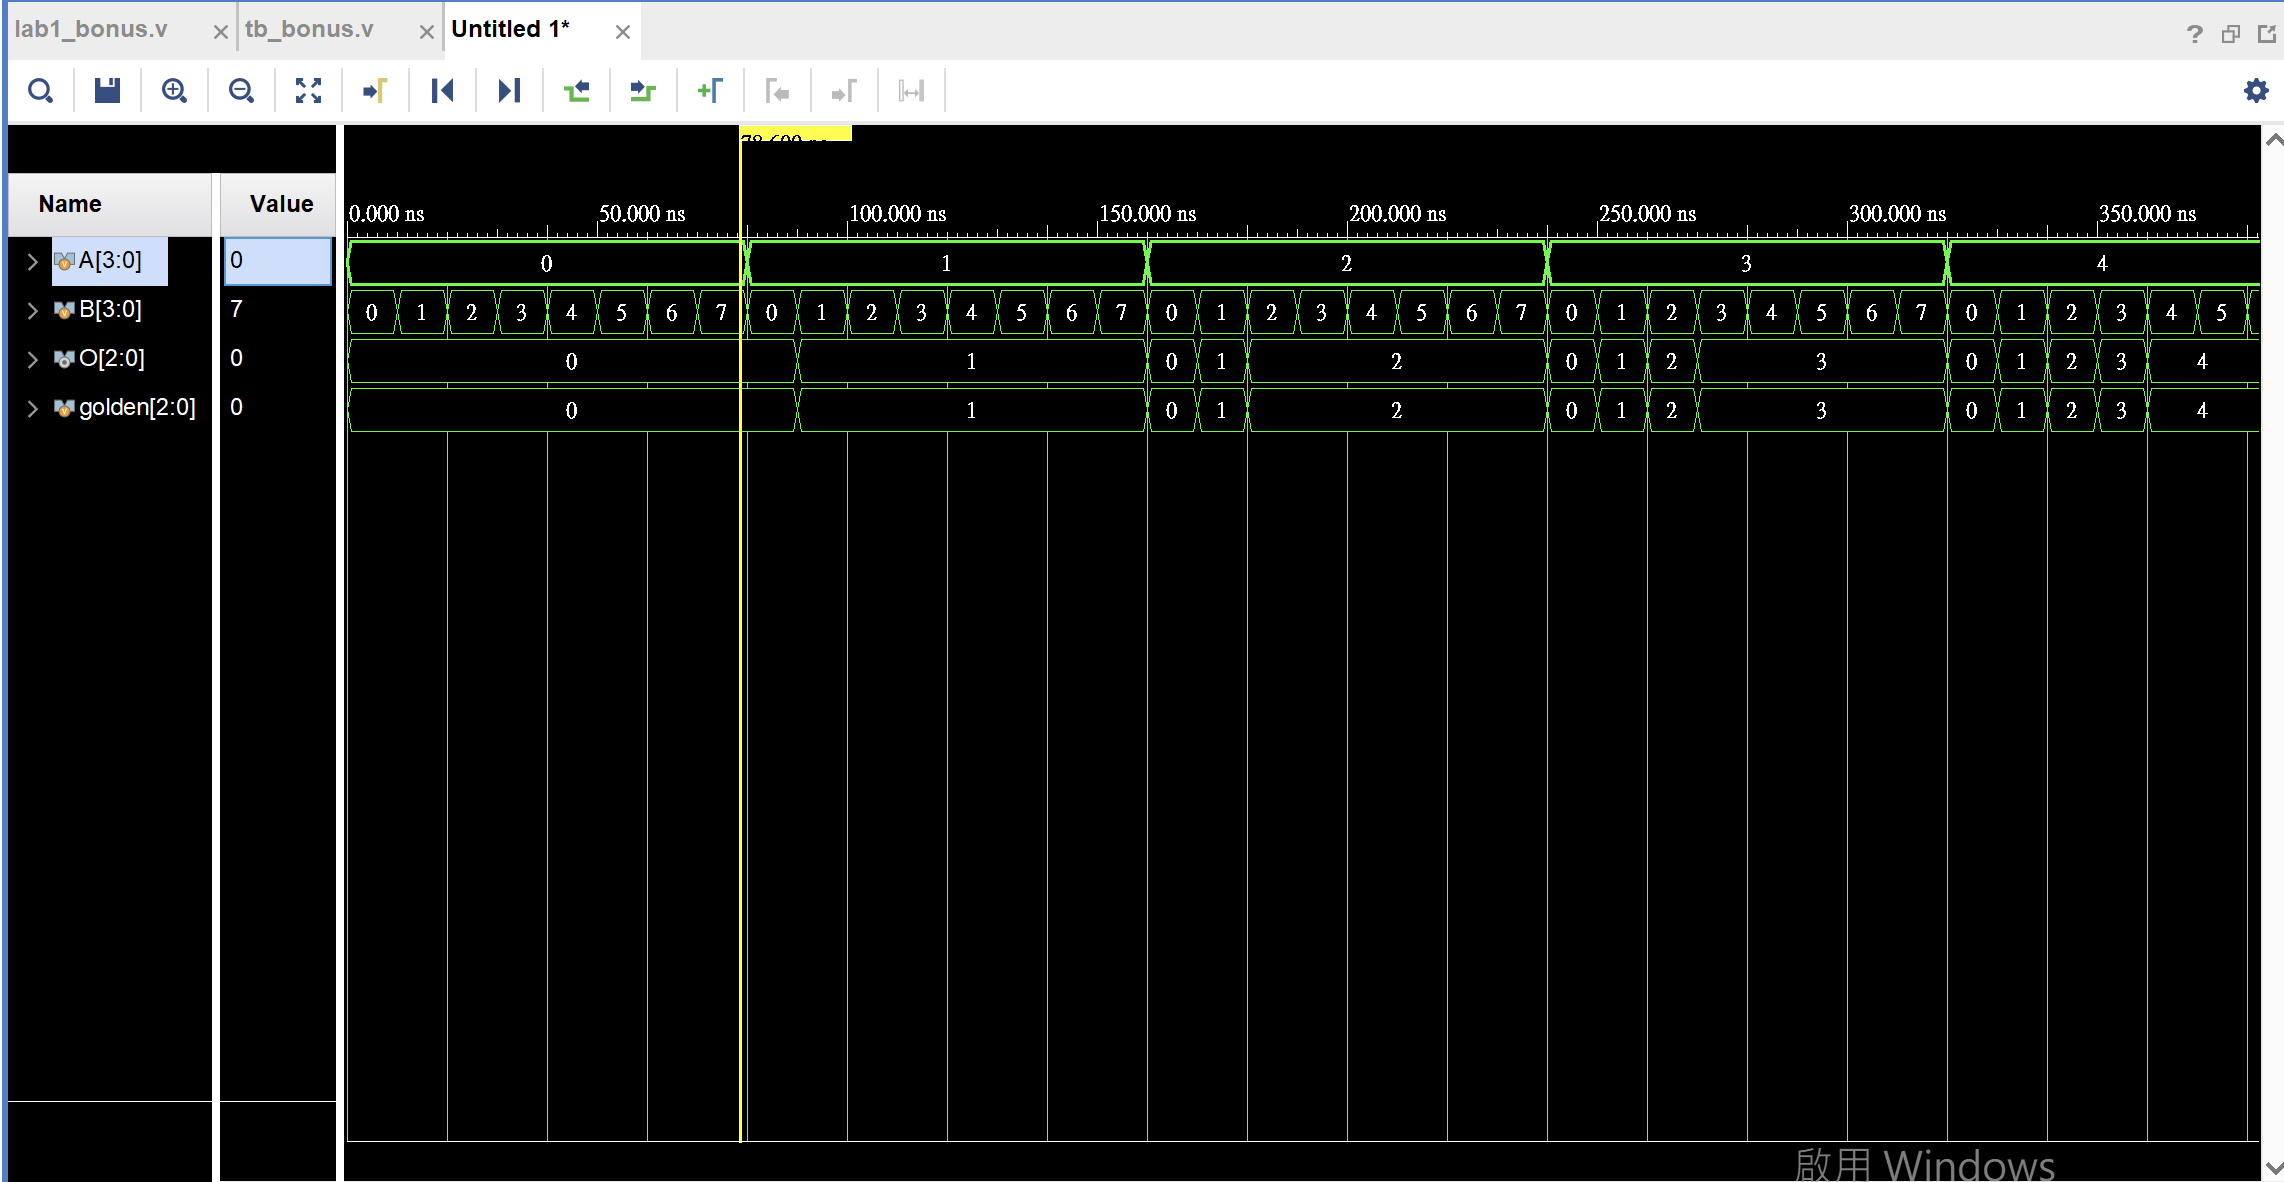 lab1_bonus.v tb_bonus.v Untitled 1*
78.600 ns
Name Value
0.000 ns 50.000 ns 100.000 ns 150.000 ns 200.000 ns 250.000 ns 300.000 ns 350.000 ns
A[3:0] 0 0 1 2 3 4
B[3:0] 7 0 1 2 3 4 5 6 7 0 1 2 3 4 5 6 7 0 1 2 3 4 5 6 7 0 1 2 3 4 5 6 7 0 1 2 3 4 5
O[2:0] 0 0 1 0 1 2 0 1 2 3 0 1 2 3 4
golden[2:0] 0 0 1 0 1 2 0 1 2 3 0 1 2 3 4
啟用 Windows